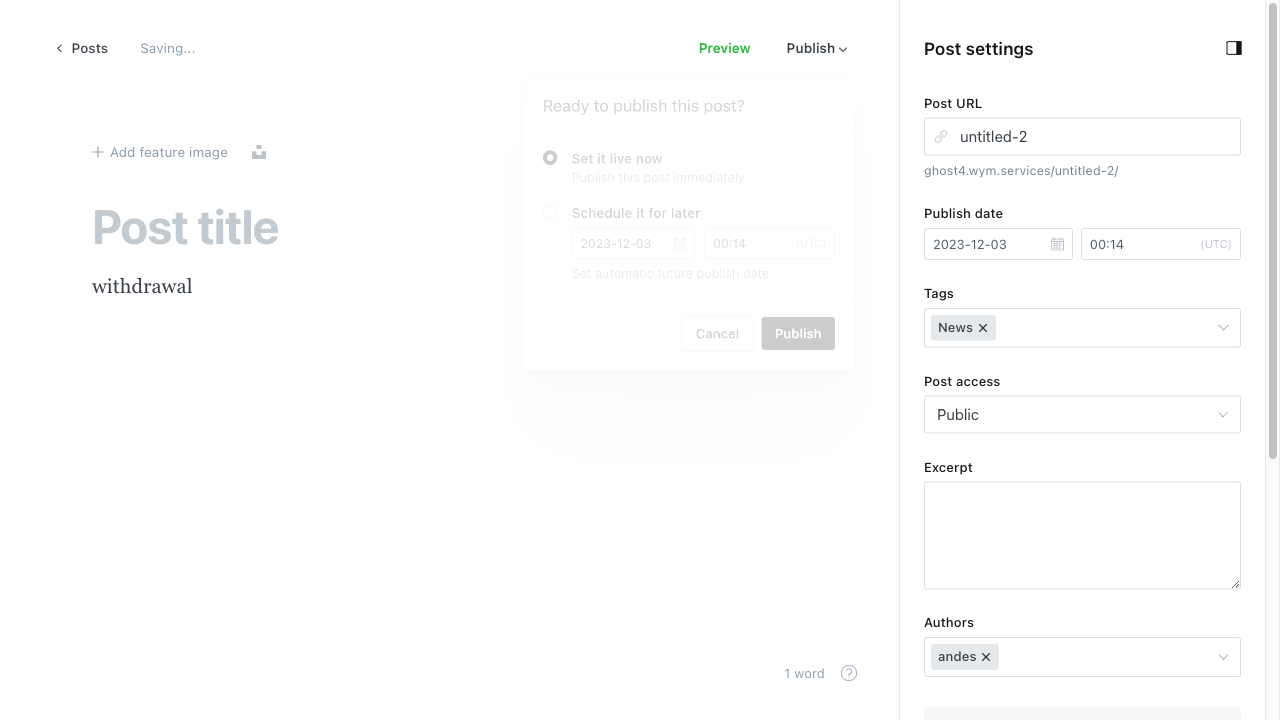 Posts
Saving...
Preview
Publish
Add feature image
Post title
withdrawal
Ready to publish this post?
Set it live now
Publish this post immediately
Schedule it for later
2023-12-03
00:14
(UTC)
Set automatic future publish date
Cancel
Publish
1 word
?
Post settings
Post URL
untitled-2
ghost4.wym.services/untitled-2/
Publish date
2023-12-03
00:14
(UTC)
Tags
News
Post access
Public
Excerpt
Authors
andes